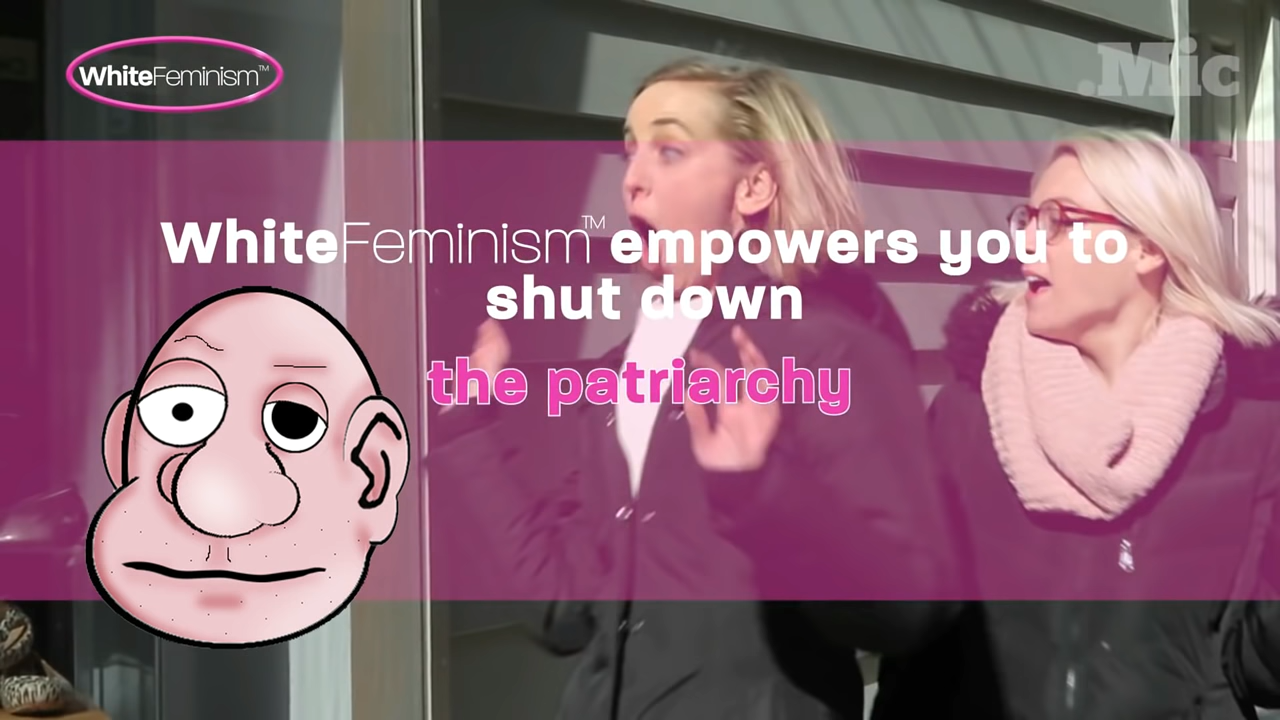 WhiteFeminism™
.Mic
WhiteFeminism™ empowers you to
shut down
the patriarchy